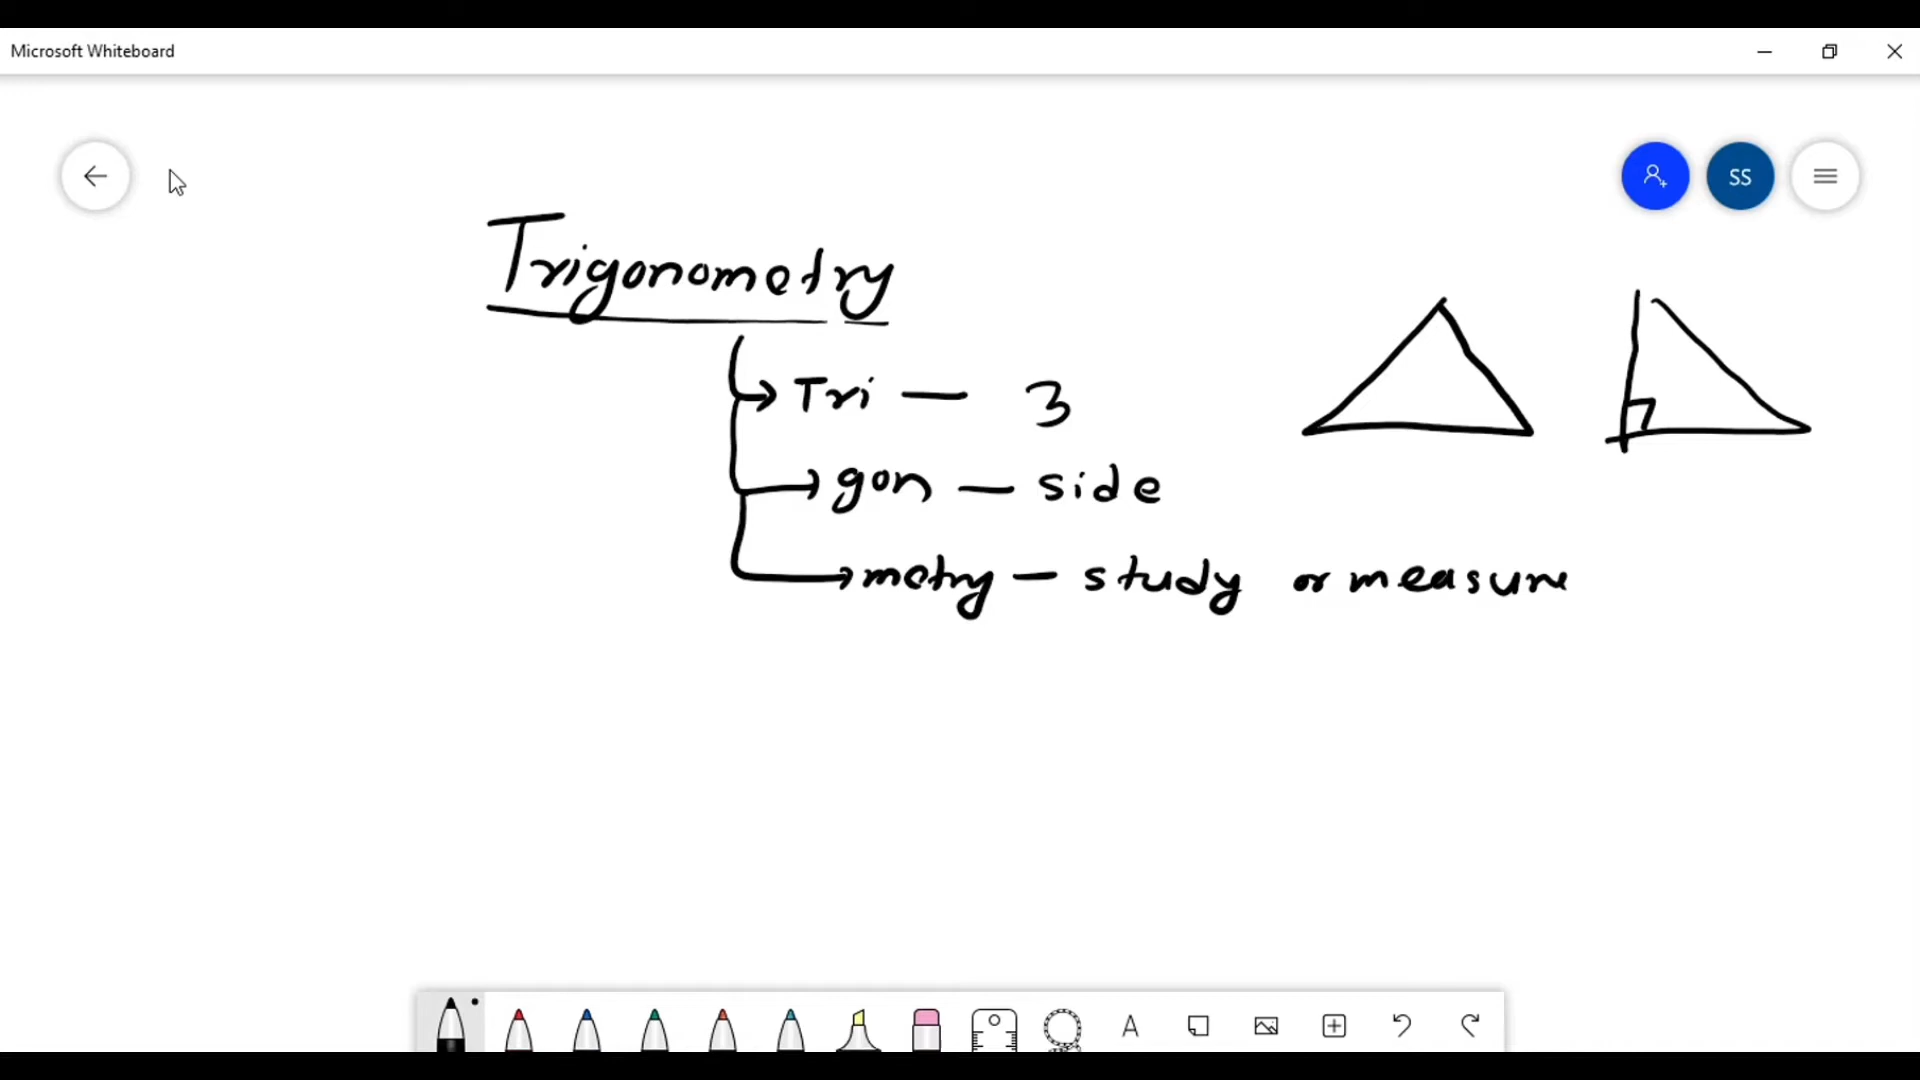 Microsoft Whiteboard
SS
Trigonometry
Tri — 3
gon — side
metry — study or measure
A